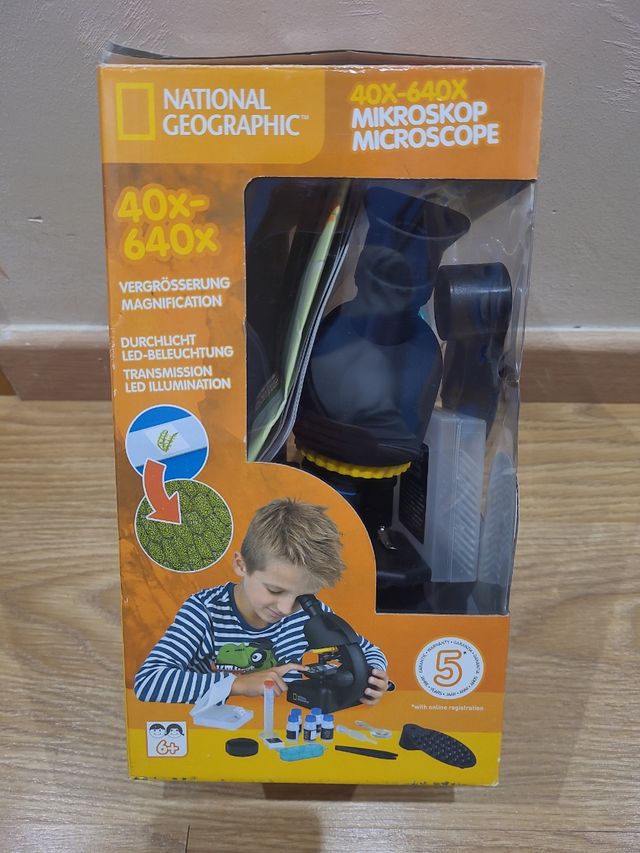 NATIONAL
GEOGRAPHIC™
40X-640X
MIKROSKOP
MICROSCOPE
40x-
640x
VERGRÖSSERUNG
MAGNIFICATION
DURCHLICHT
LED-BELEUCHTUNG
TRANSMISSION
LED ILLUMINATION
5*
*with online registration
6+